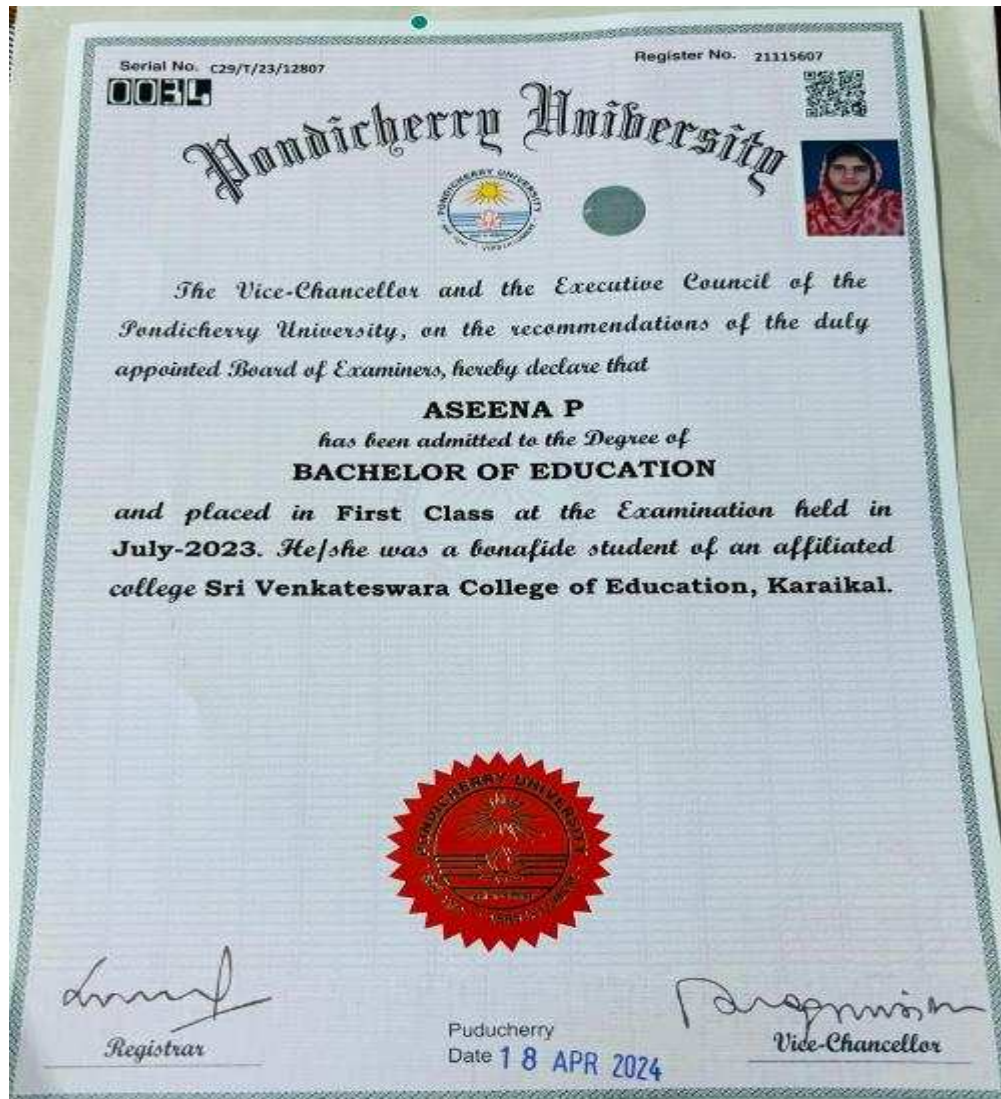 Serial No. C29/T/23/12807
Register No. 21115607
Pondicherry University
PONDICHERRY UNIVERSITY
The Vice-Chancellor and the Executive Council of the
Pondicherry University, on the recommendations of the duly
appointed Board of Examiners, hereby declare that
ASEENA P
has been admitted to the Degree of
BACHELOR OF EDUCATION
and placed in First Class at the Examination held in
July-2023. He/she was a bonafide student of an affiliated
college Sri Venkateswara College of Education, Karaikal.
PONDICHERRY UNIVERSITY
Registrar
Puducherry
Date 18 APR 2024
Vice-Chancellor